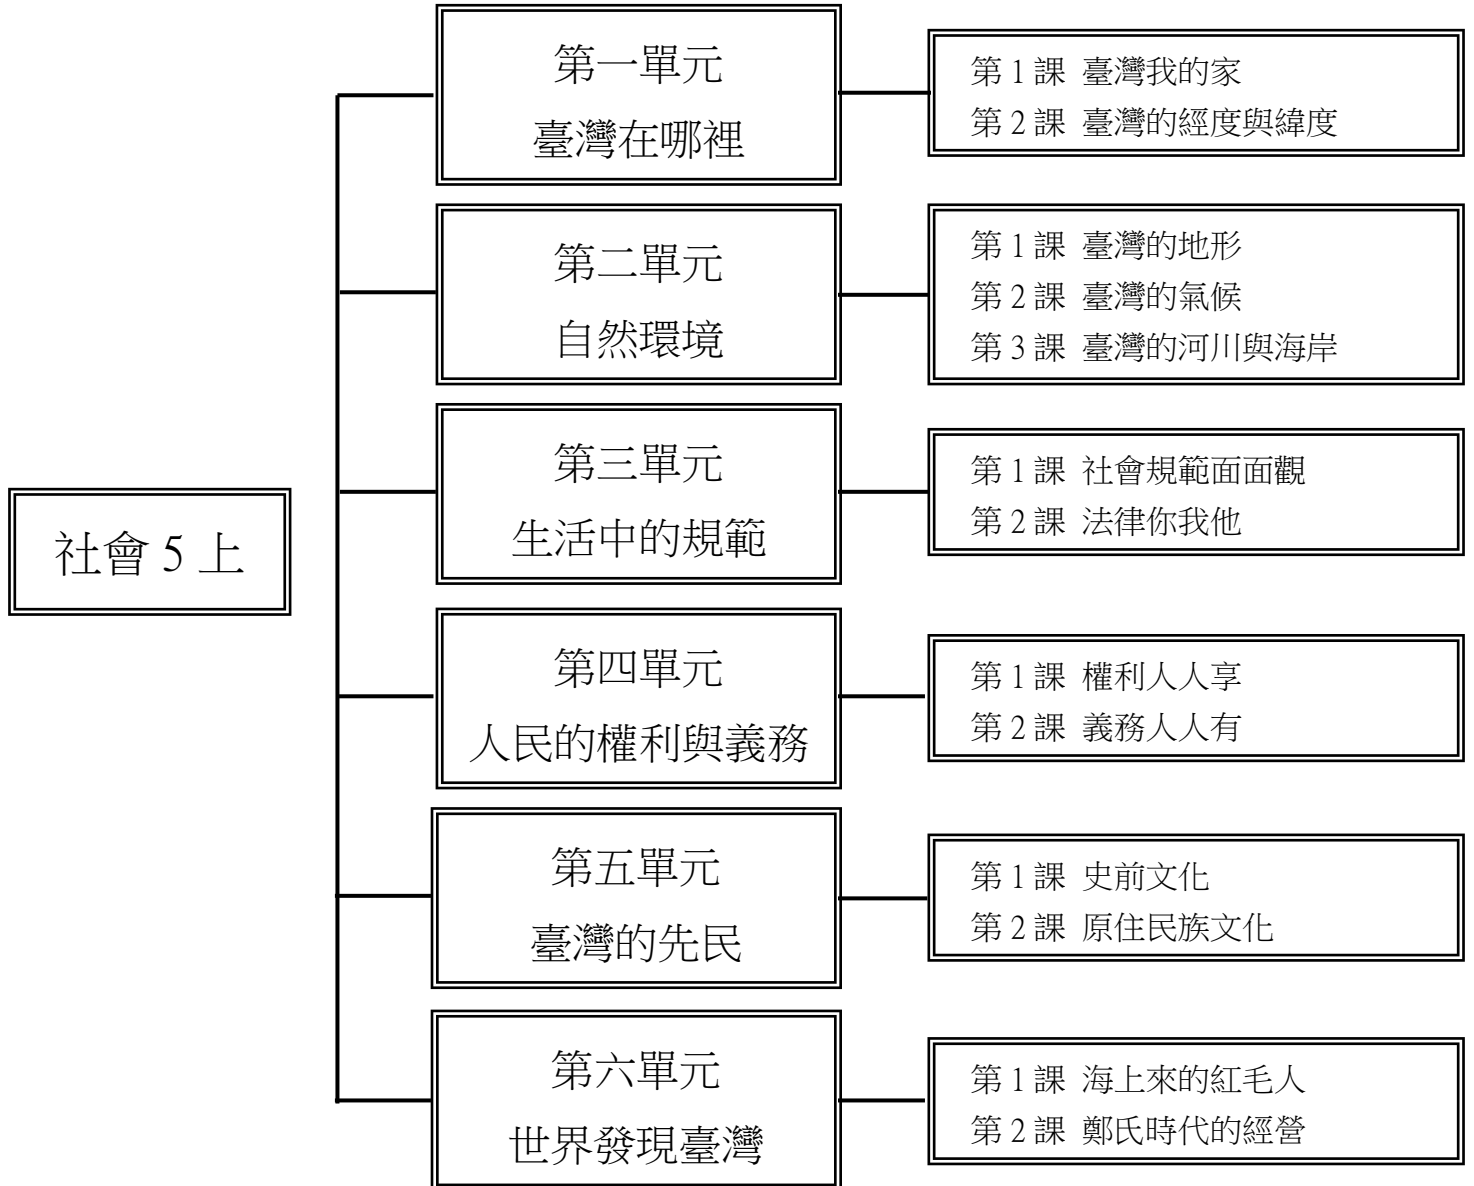 社會 5 上
第一單元
臺灣在哪裡
第 1 課 臺灣我的家
第 2 課 臺灣的經度與緯度
第二單元
自然環境
第 1 課 臺灣的地形
第 2 課 臺灣的氣候
第 3 課 臺灣的河川與海岸
第三單元
生活中的規範
第 1 課 社會規範面面觀
第 2 課 法律你我他
第四單元
人民的權利與義務
第 1 課 權利人人享
第 2 課 義務人人有
第五單元
臺灣的先民
第 1 課 史前文化
第 2 課 原住民族文化
第六單元
世界發現臺灣
第 1 課 海上來的紅毛人
第 2 課 鄭氏時代的經營